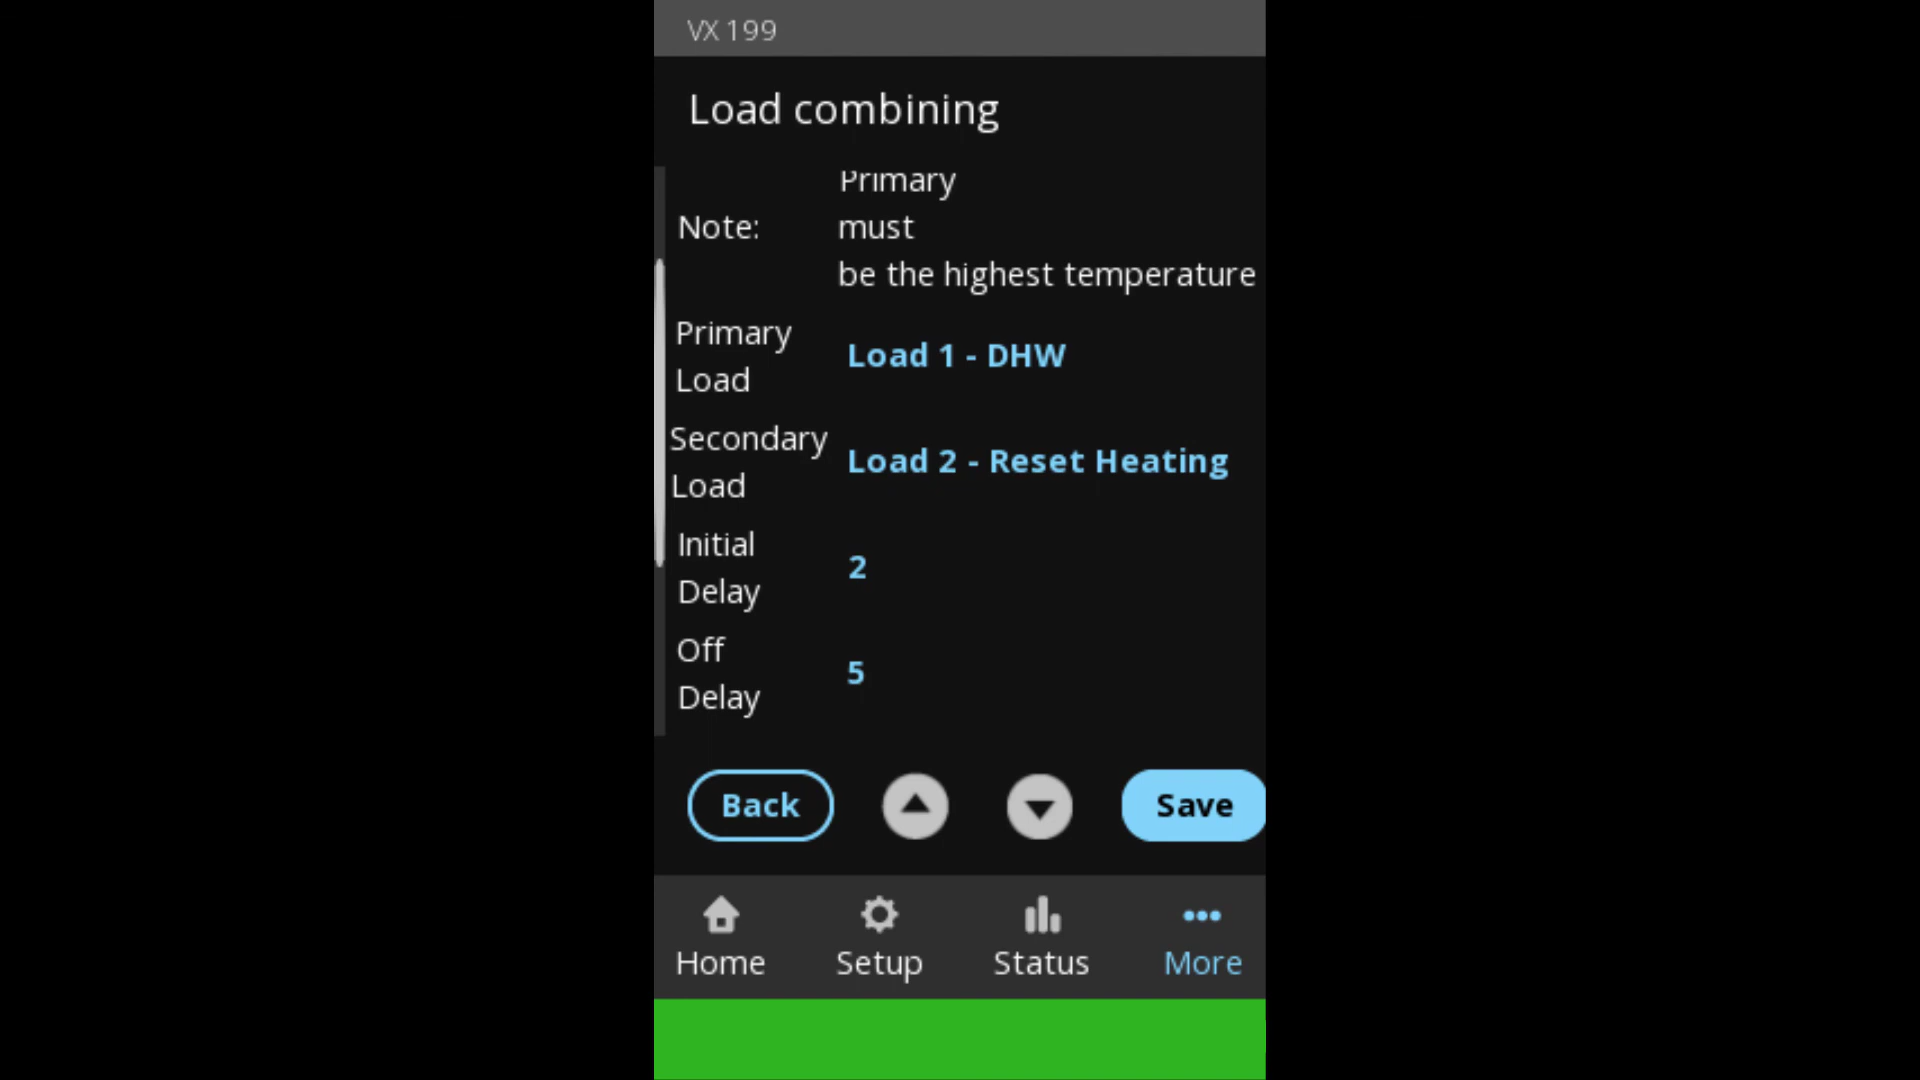 VX 199
Load combining
Primary
Note: must
be the highest temperature
Primary
Load
Load 1 - DHW
Secondary
Load
Load 2 - Reset Heating
Initial
Delay
2
Off
Delay
5
Back Save
Home Setup Status More